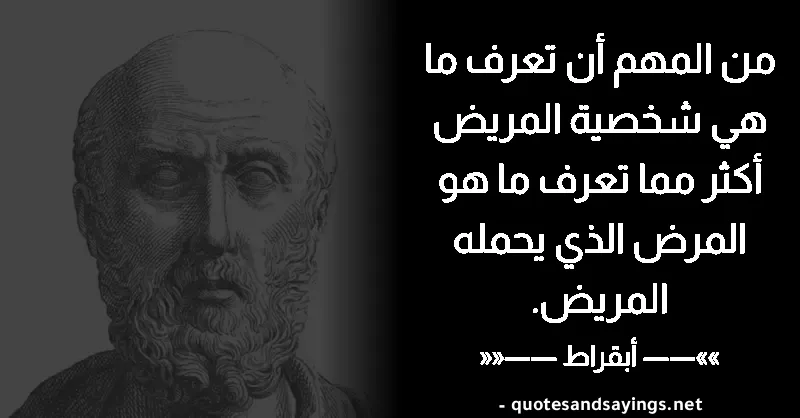 من المهم أن تعرف ما
هي شخصية المريض
أكثر مما تعرف ما هو
المرض الذي يحمله
المريض.
»»—— أبقراط ——««
- quotesandsayings.net